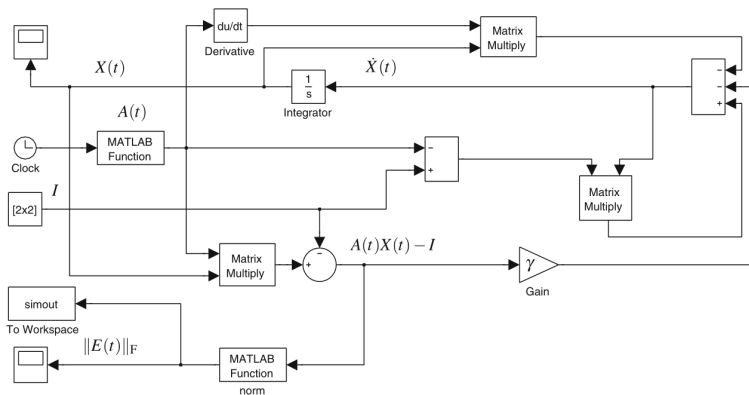 du/dt
Derivative
Matrix
Multiply
X(t)
Ẋ(t)
1
s
Integrator
−
−
+
A(t)
MATLAB
Function
Clock
−
+
Matrix
Multiply
I
[2x2]
−
+
A(t)X(t) − I
Matrix
Multiply
γ
Gain
simout
To Workspace
‖E(t)‖F
MATLAB
Function
norm